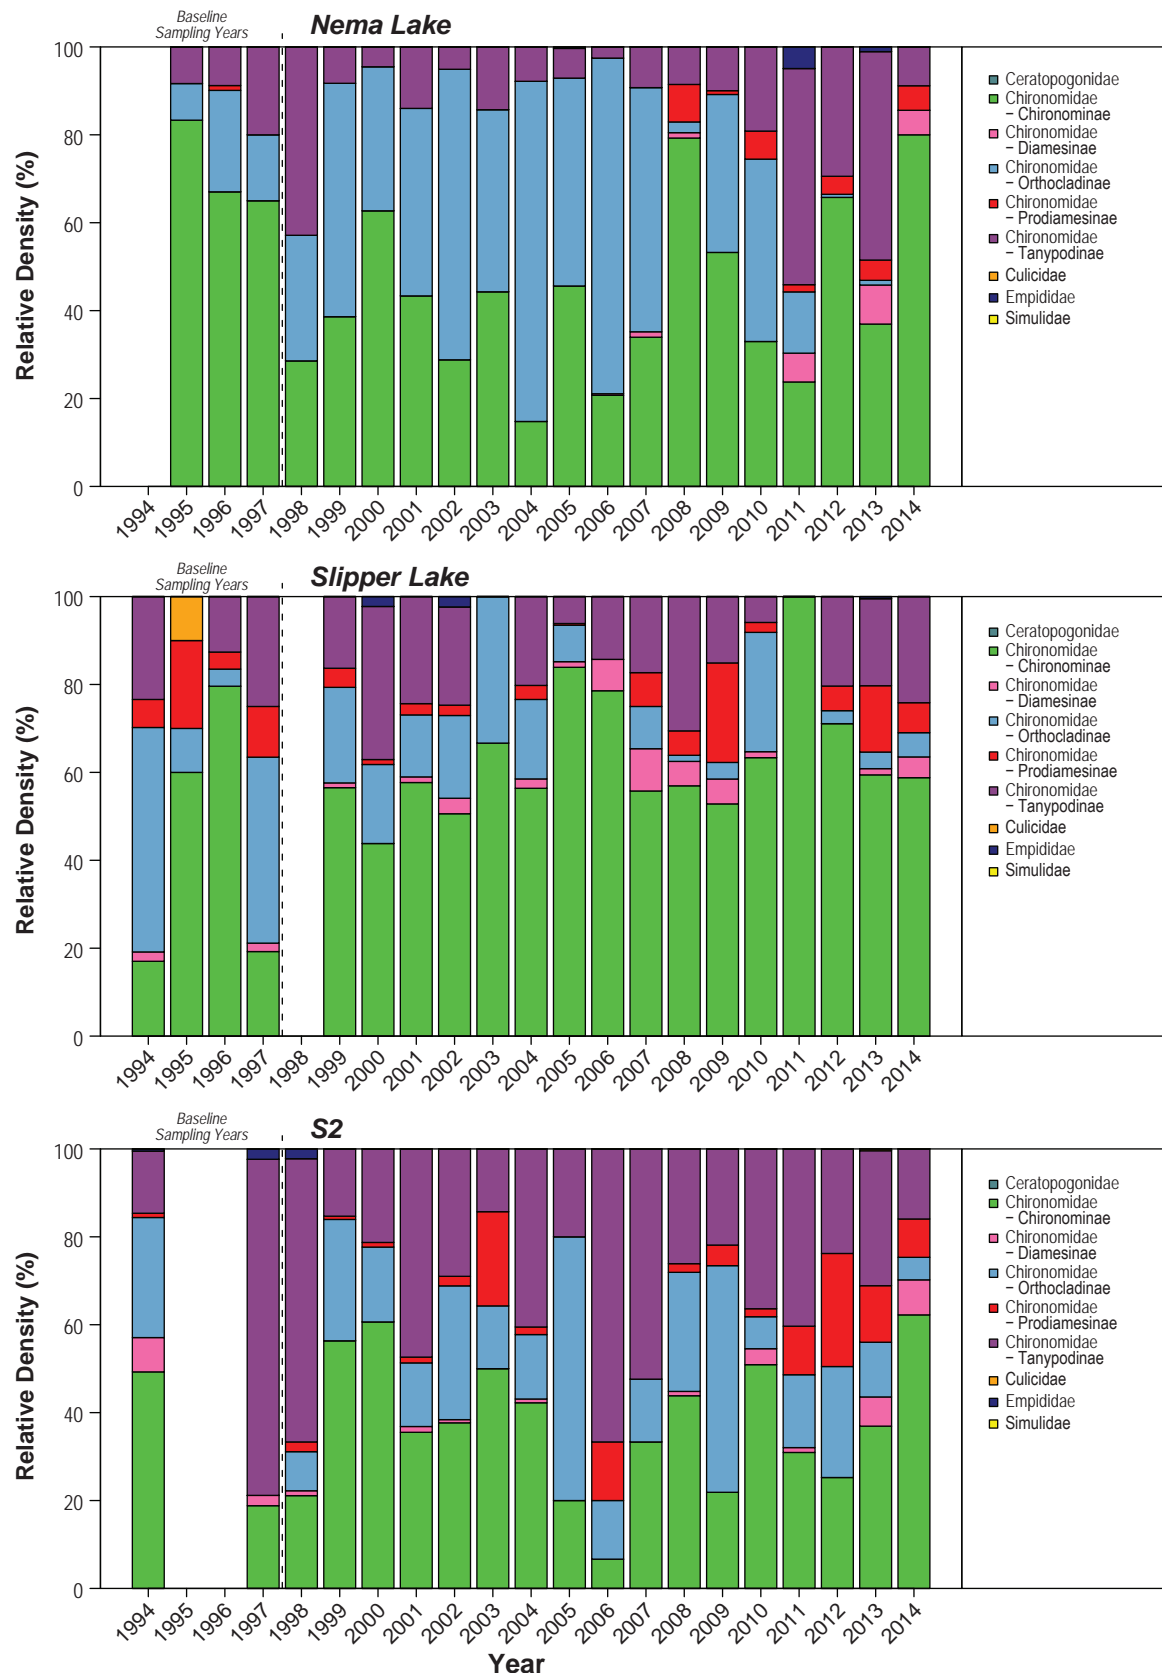 Baseline
Sampling Years
Nema Lake
Relative Density (%)
100
80
60
40
20
0
1994
1995
1996
1997
1998
1999
2000
2001
2002
2003
2004
2005
2006
2007
2008
2009
2010
2011
2012
2013
2014
Ceratopogonidae
Chironomidae
– Chironominae
Chironomidae
– Diamesinae
Chironomidae
– Orthocladinae
Chironomidae
– Prodiamesinae
Chironomidae
– Tanypodinae
Culicidae
Empididae
Simulidae
Baseline
Sampling Years
Slipper Lake
Relative Density (%)
100
80
60
40
20
0
1994
1995
1996
1997
1998
1999
2000
2001
2002
2003
2004
2005
2006
2007
2008
2009
2010
2011
2012
2013
2014
Ceratopogonidae
Chironomidae
– Chironominae
Chironomidae
– Diamesinae
Chironomidae
– Orthocladinae
Chironomidae
– Prodiamesinae
Chironomidae
– Tanypodinae
Culicidae
Empididae
Simulidae
Baseline
Sampling Years
S2
Relative Density (%)
100
80
60
40
20
0
1994
1995
1996
1997
1998
1999
2000
2001
2002
2003
2004
2005
2006
2007
2008
2009
2010
2011
2012
2013
2014
Ceratopogonidae
Chironomidae
– Chironominae
Chironomidae
– Diamesinae
Chironomidae
– Orthocladinae
Chironomidae
– Prodiamesinae
Chironomidae
– Tanypodinae
Culicidae
Empididae
Simulidae
Year